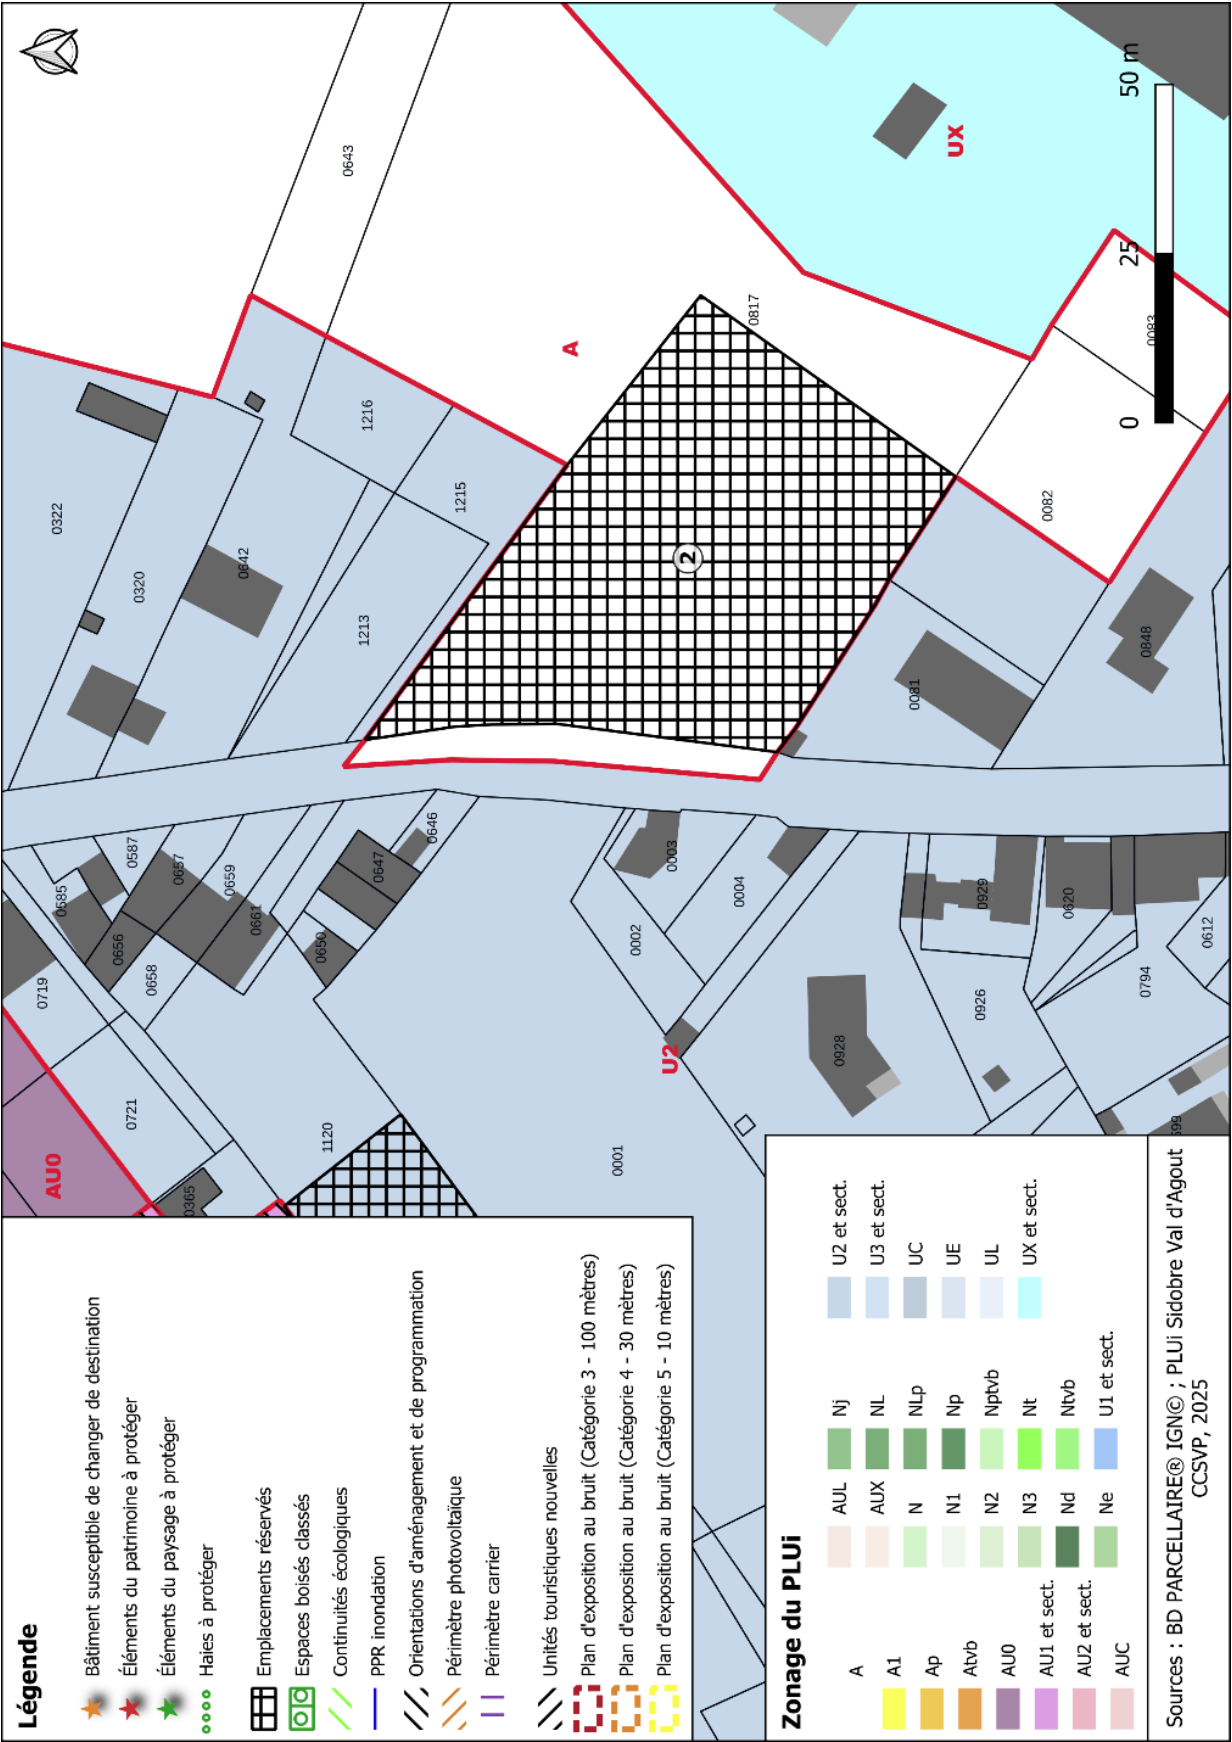 0322
0320
0642
0643
1216
1215
1213
A
0817
UX
2
0082
0083
0081
0848
0 25 50 m
0585
0587
0657
0659
0661
0656
0658
0719
0721
0647
0646
0650
0003
0004
0002
U2
0928
0929
0926
0620
0612
0794
599
0001
1120
0365
AU0
Légende
Bâtiment susceptible de changer de destination
Éléments du patrimoine à protéger
Éléments du paysage à protéger
Haies à protéger
Emplacements réservés
Espaces boisés classés
Continuités écologiques
PPR inondation
Orientations d'aménagement et de programmation
Périmètre photovoltaïque
Périmètre carrier
Unités touristiques nouvelles
Plan d'exposition au bruit (Catégorie 3 - 100 mètres)
Plan d'exposition au bruit (Catégorie 4 - 30 mètres)
Plan d'exposition au bruit (Catégorie 5 - 10 mètres)
Zonage du PLUi
A
A1
Ap
Atvb
AU0
AU1 et sect.
AU2 et sect.
AUC
AUL
AUX
N
N1
N2
N3
Nd
Ne
Nj
NL
NLp
Np
Nptvb
Nt
Ntvb
U1 et sect.
U2 et sect.
U3 et sect.
UC
UE
UL
UX et sect.
Sources : BD PARCELLAIRE® IGN© ; PLUi Sidobre Val d'Agout
CCSVP, 2025